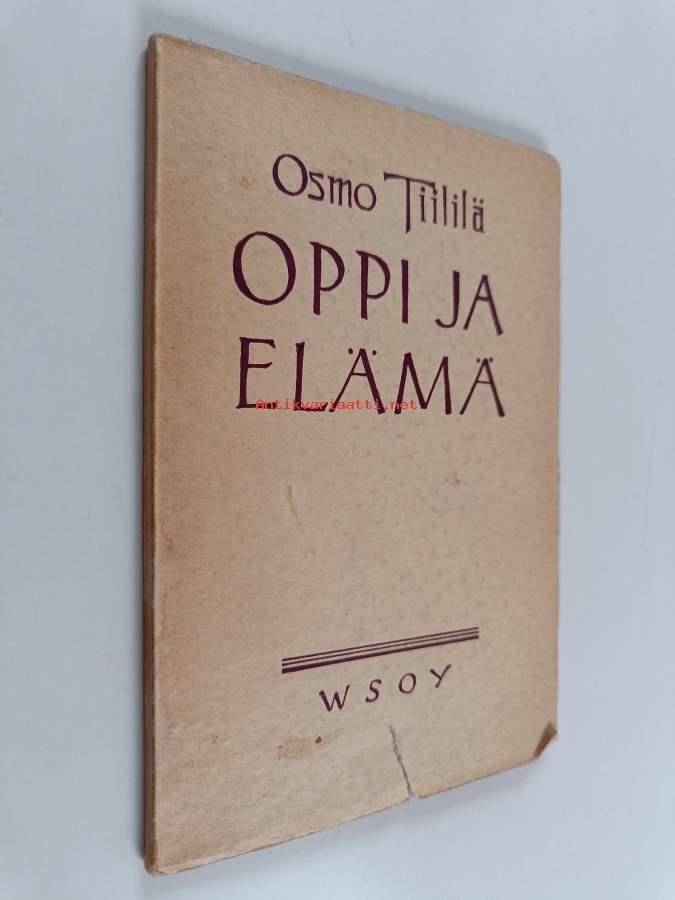 Osmo Tiililä
OPPI JA
ELÄMÄ
Antikvariaatti.net
WSOY